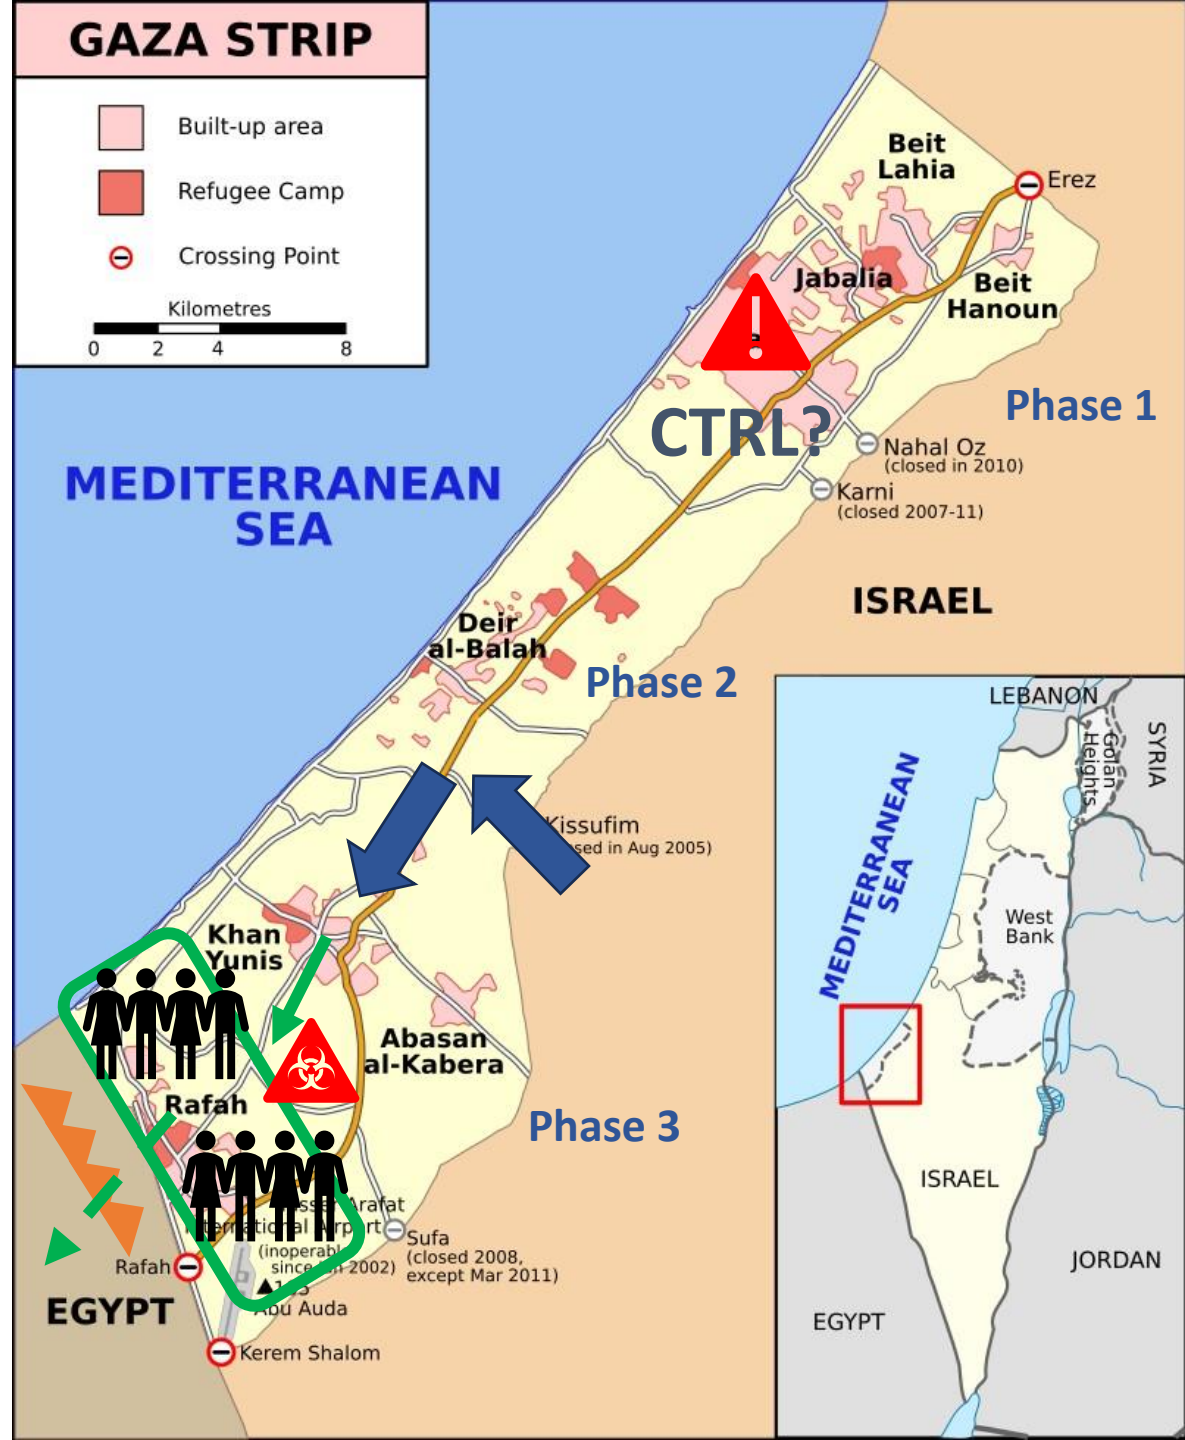 GAZA STRIP
Built-up area
Refugee Camp
Crossing Point
Kilometres
0 2 4 8
Beit
Lahia
Erez
Jabalia
Beit
Hanoun
Phase 1
CTRL?
Nahal Oz
(closed in 2010)
Karni
(closed 2007-11)
MEDITERRANEAN
SEA
ISRAEL
Deir
al-Balah
Phase 2
Kissufim
in Aug 2005)
Khan
Yunis
Abasan
al-Kabera
Rafah
Phase 3
Arafat
Airport
(inoperable
since 2002)
Sufa
(closed 2008,
except Mar 2011)
Rafah
EGYPT
Abu Auda
Kerem Shalom
LEBANON
SYRIA
Golan
Heights
MEDITERRANEAN
SEA
West
Bank
ISRAEL
JORDAN
EGYPT